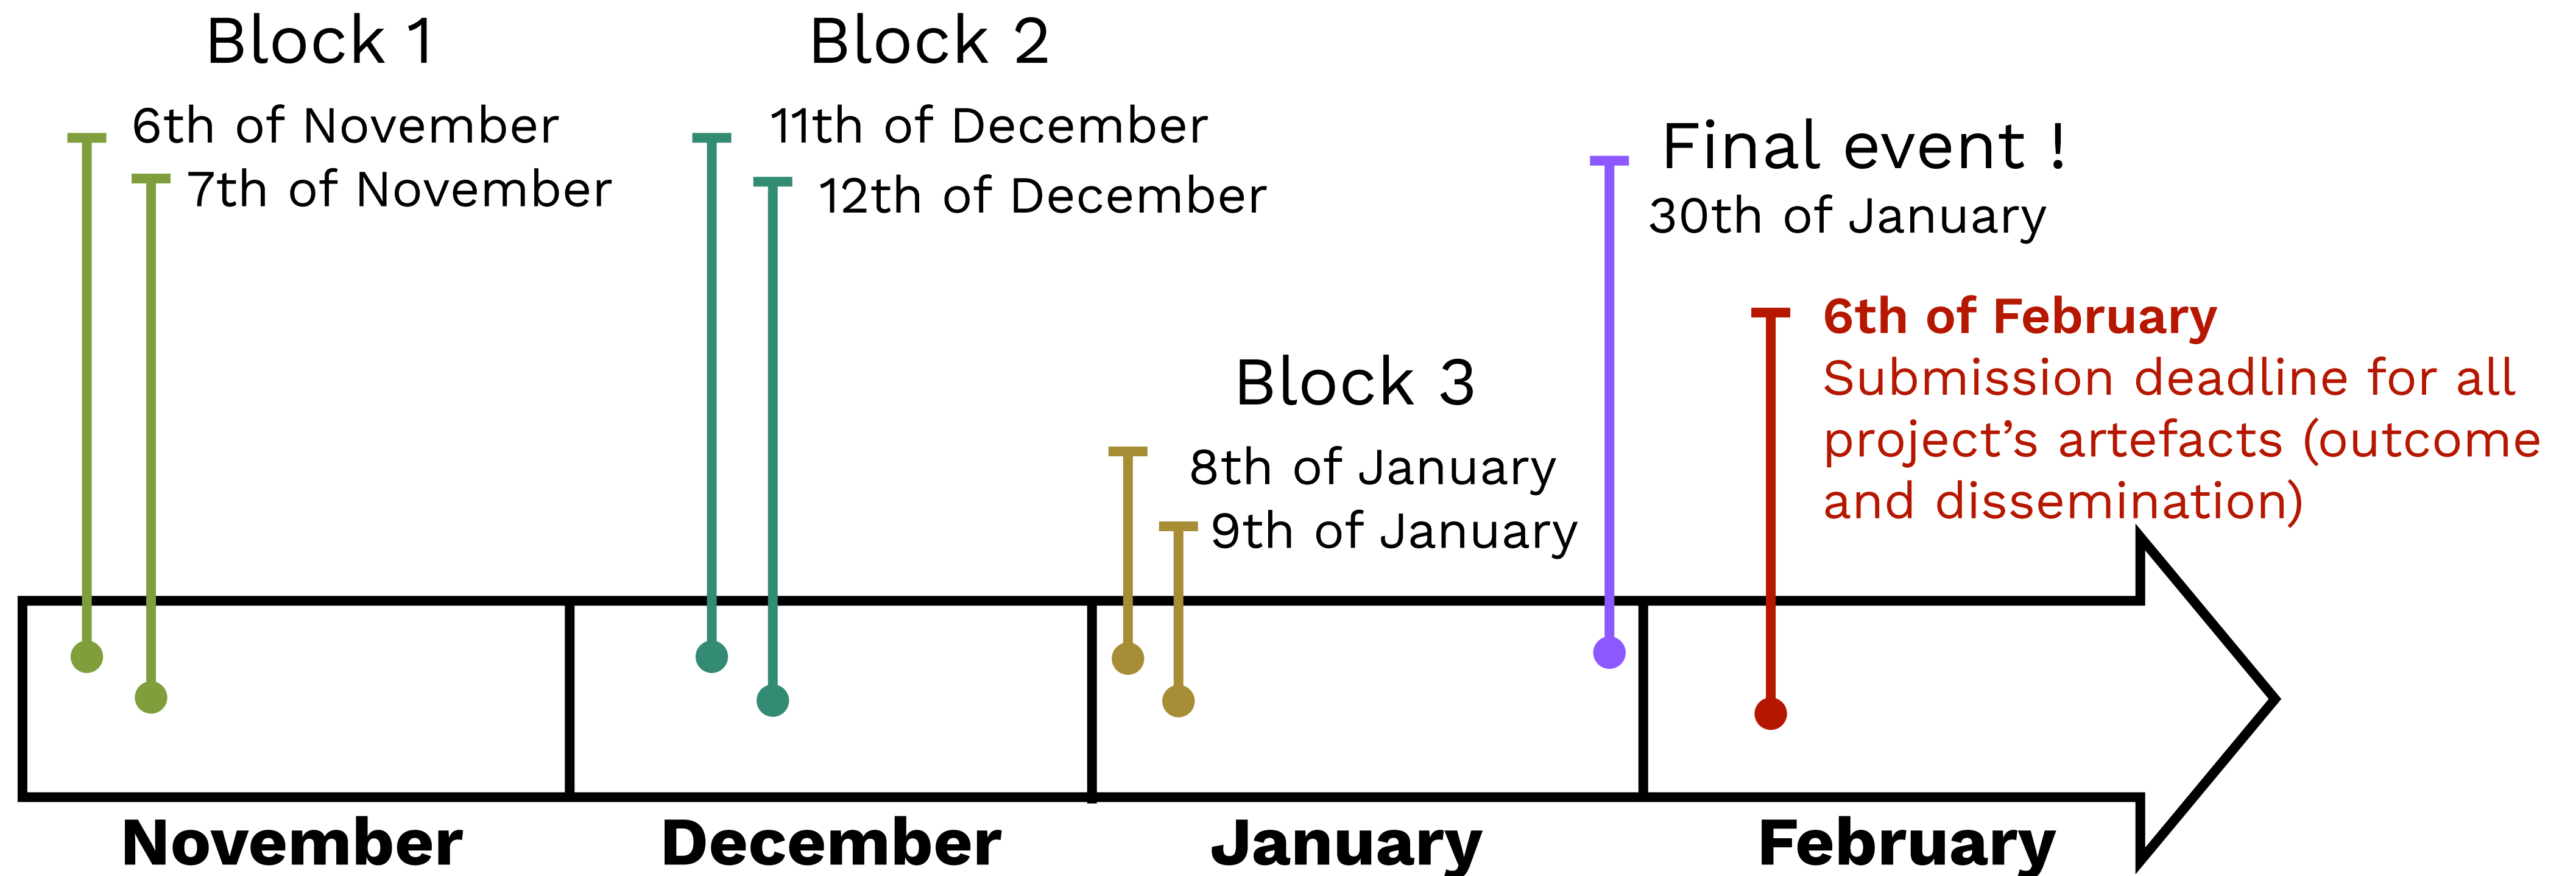 Block 1
6th of November
7th of November
Block 2
11th of December
12th of December
Block 3
8th of January
9th of January
Final event !
30th of January
6th of February
Submission deadline for all
project’s artefacts (outcome
and dissemination)
November
December
January
February